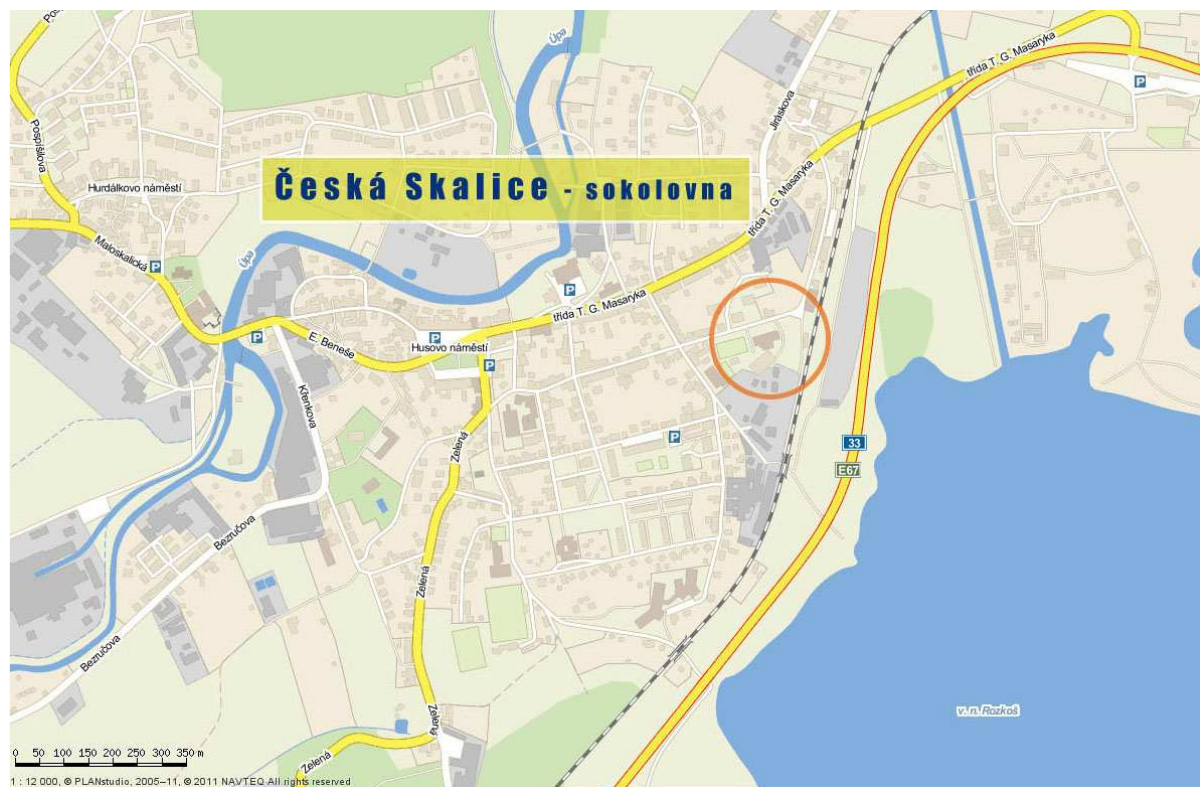 Pos
Úpa
třída T. G. Masaryka
P
Pospíšilova
Jiráskova
Hurdálkovo náměstí
Česká Skalice - sokolovna
třída T. G. Masaryka
Maloskalická
P
Úpa
P
třída T. G. Masaryka
P
E. Beneše
P
Husovo náměstí
P
Křenkova
Zelená
P
33
E67
Bezručova
Zelená
Bezručova
Zelená
v. n. Rozkoš
Zelená
0 50 100 150 200 250 300 350 m
1 : 12 000, © PLANstudio, 2005–11, © 2011 NAVTEQ All rights reserved